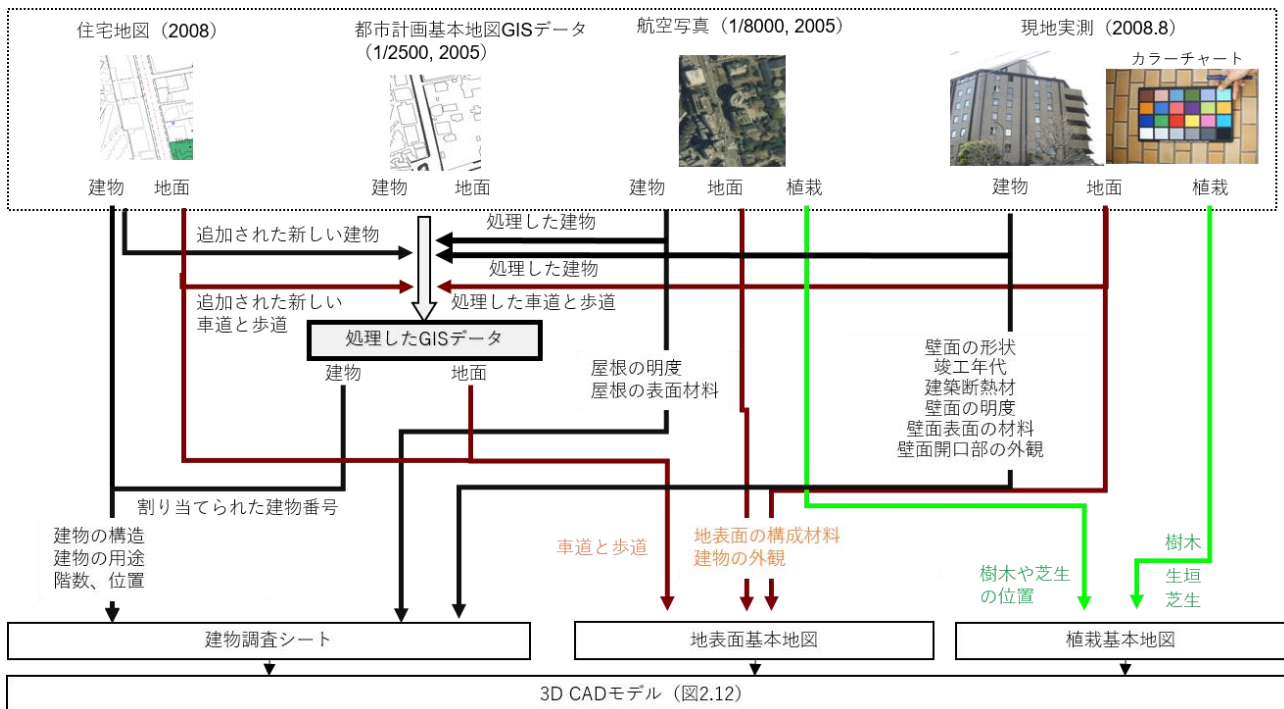 住宅地図（2008）
都市計画基本地図GISデータ
（1/2500, 2005）
航空写真（1/8000, 2005）
現地実測（2008.8）
カラーチャート
建物
地面
建物
地面
建物
地面
植栽
建物
地面
植栽
追加された新しい建物
処理した建物
処理した建物
追加された新しい
車道と歩道
処理した車道と歩道
処理したGISデータ
建物
地面
屋根の明度
屋根の表面材料
壁面の形状
竣工年代
建築断熱材
壁面の明度
壁面表面の材料
壁面開口部の外観
割り当てられた建物番号
建物の構造
建物の用途
階数、位置
車道と歩道
地表面の構成材料
建物の外観
樹木や芝生
の位置
樹木
生垣
芝生
建物調査シート
地表面基本地図
植栽基本地図
3D CADモデル（図2.12）